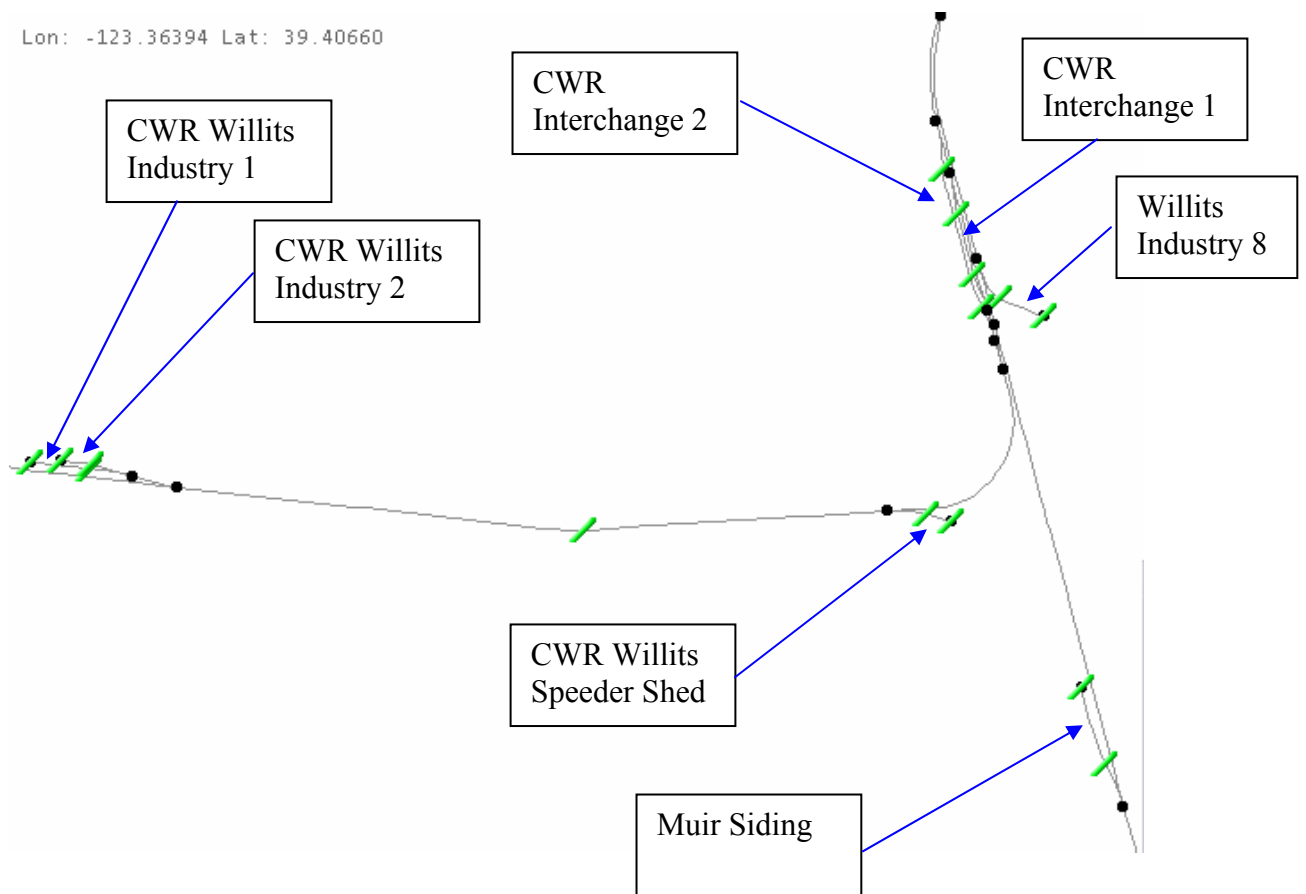 Lon: -123.36394 Lat: 39.40660
CWR
Interchange 2
CWR
Interchange 1
CWR Willits
Industry 1
Willits
Industry 8
CWR Willits
Industry 2
CWR Willits
Speeder Shed
Muir Siding